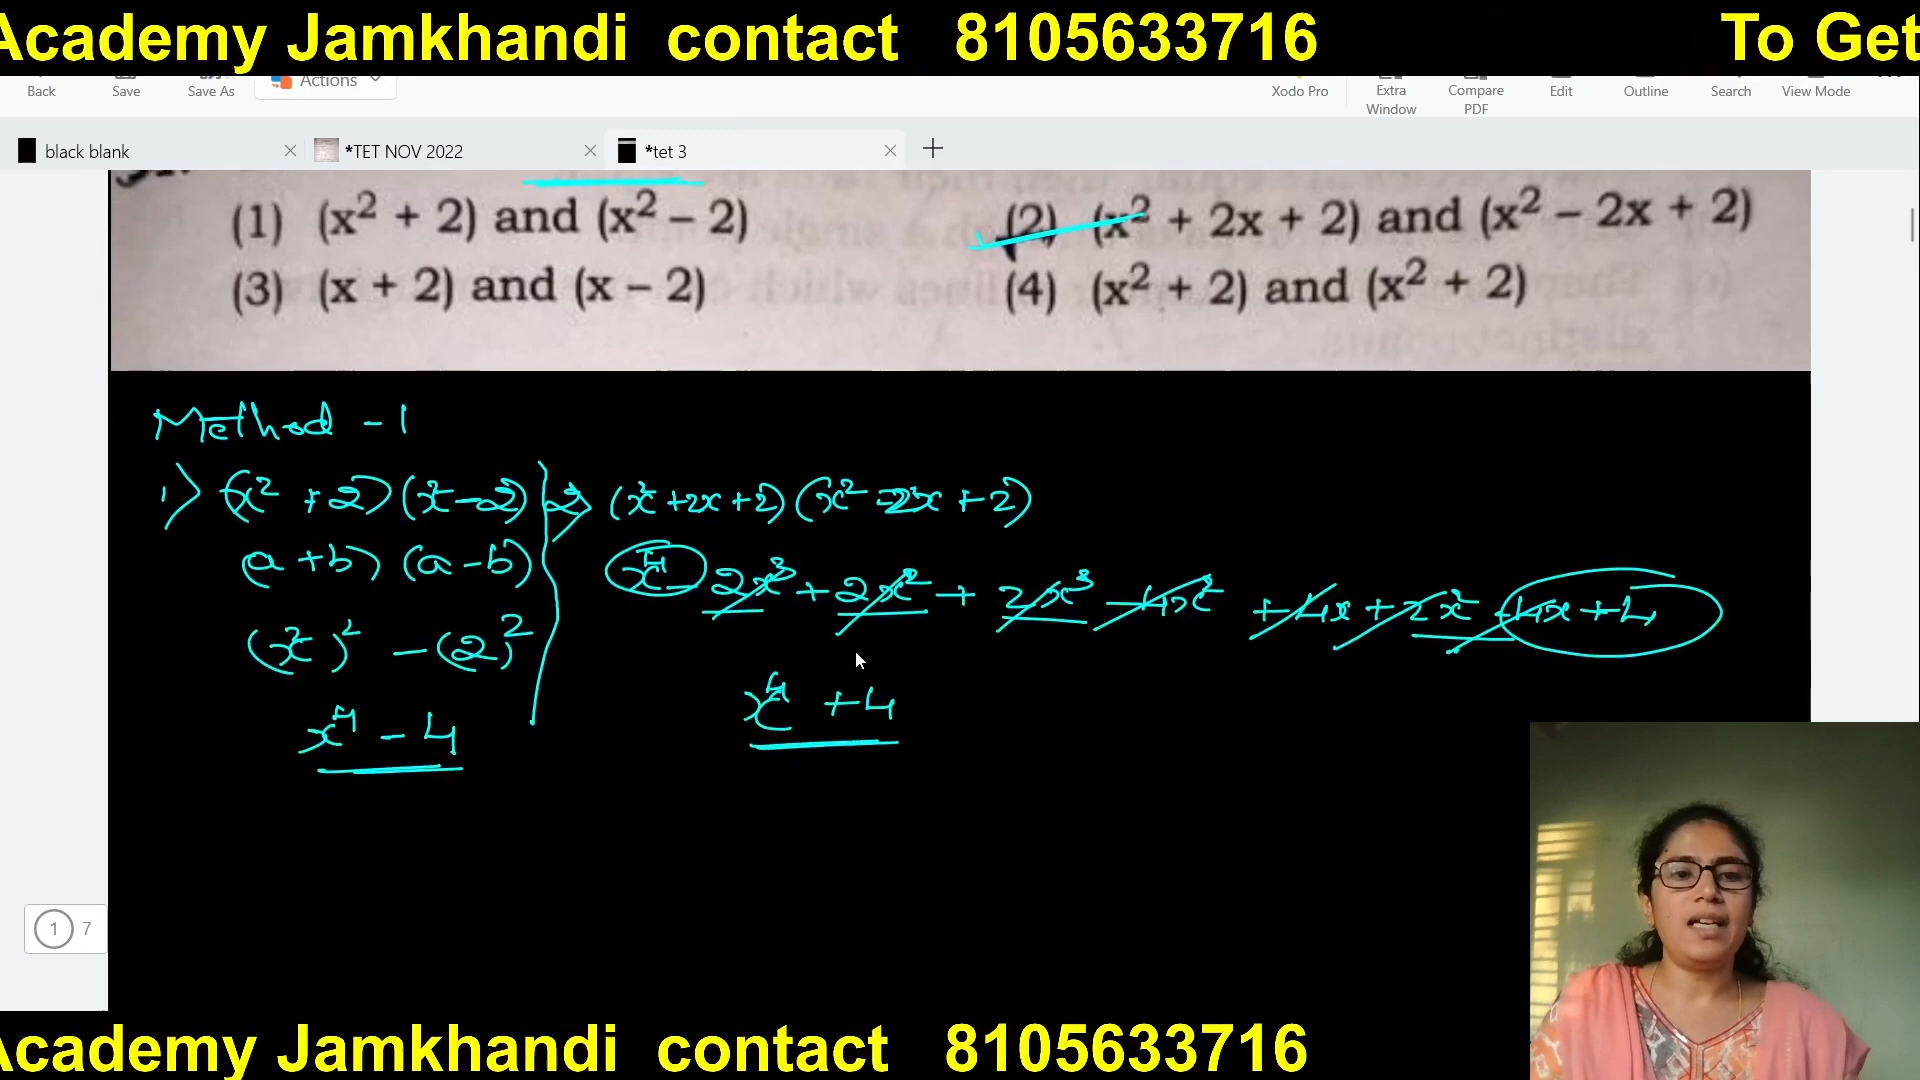 Academy Jamkhandi contact 8105633716 To Get
Back Save Save As Actions Xodo Pro Extra Window Compare PDF Edit Outline Search View Mode
black blank *TET NOV 2022 *tet 3
(1) (x² + 2) and (x² – 2) (2) (x² + 2x + 2) and (x² – 2x + 2)
(3) (x + 2) and (x – 2) (4) (x² + 2) and (x² + 2)
Method - 1
1) (x² + 2) (x² - 2) 2) (x² + 2x + 2) (x² - 2x + 2)
(a + b) (a - b) x⁴ - 2x³ + 2x² + 2x³ - 4x² + 4x + 2x² - 4x + 4
(x²)² - (2)²
x⁴ - 4 x⁴ + 4
1 7
Academy Jamkhandi contact 8105633716